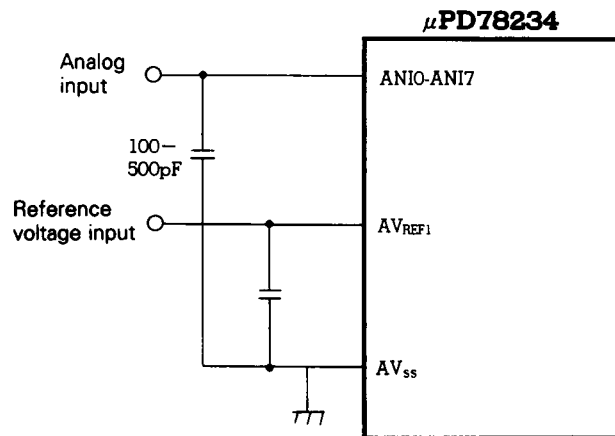 μPD78234
Analog
input
ANI0-ANI7
100–
500pF
Reference
voltage input
AVREF1
AVss